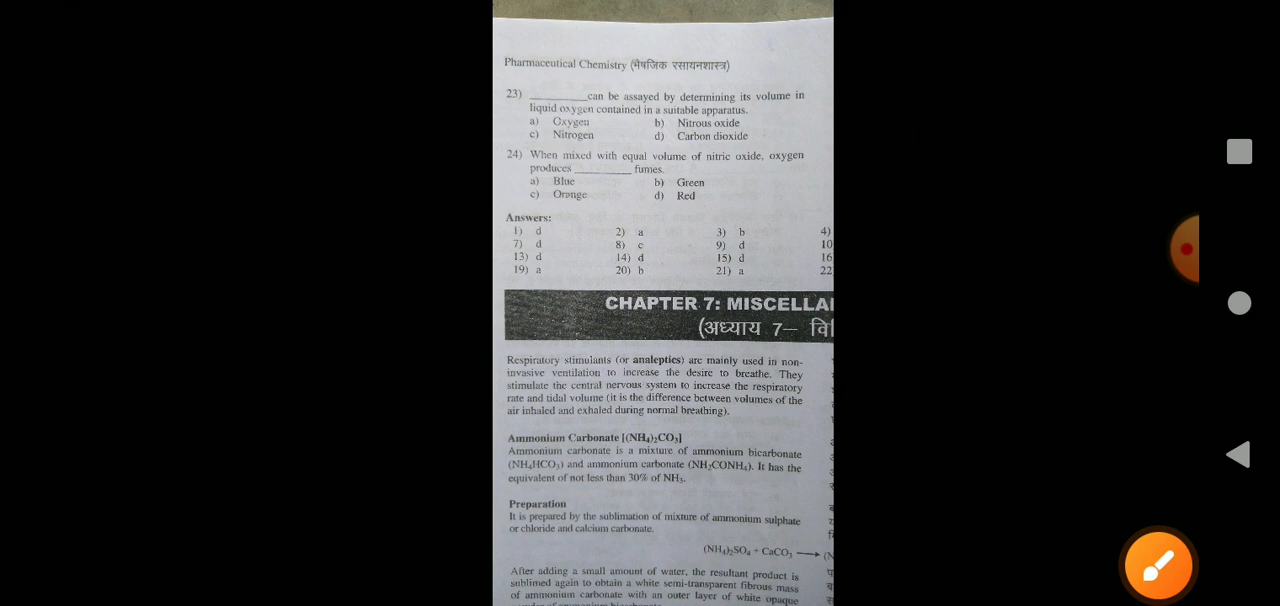 Pharmaceutical Chemistry (भैषजिक रसायनशास्त्र)
23) ________can be assayed by determining its volume in
liquid oxygen contained in a suitable apparatus.
a) Oxygen b) Nitrous oxide
c) Nitrogen d) Carbon dioxide
24) When mixed with equal volume of nitric oxide, oxygen
produces ________ fumes.
a) Blue b) Green
c) Orange d) Red
Answers:
1) d 2) a 3) b 4)
7) d 8) c 9) d 10
13) d 14) d 15) d 16
19) a 20) b 21) a 22
CHAPTER 7: MISCELLA
(अध्याय 7– वि
Respiratory stimulants (or analeptics) are mainly used in non-
invasive ventilation to increase the desire to breathe. They
stimulate the central nervous system to increase the respiratory
rate and tidal volume (it is the difference between volumes of the
air inhaled and exhaled during normal breathing).
Ammonium Carbonate [(NH₄)₂CO₃]
Ammonium carbonate is a mixture of ammonium bicarbonate
(NH₄HCO₃) and ammonium carbonate (NH₂CONH₄). It has the
equivalent of not less than 30% of NH₃.
Preparation
It is prepared by the sublimation of mixture of ammonium sulphate
or chloride and calcium carbonate.
(NH₄)₂SO₄ + CaCO₃ ⟶ (N
After adding a small amount of water, the resultant product is
sublimed again to obtain a white semi-transparent fibrous mass
of ammonium carbonate with an outer layer of white opaque